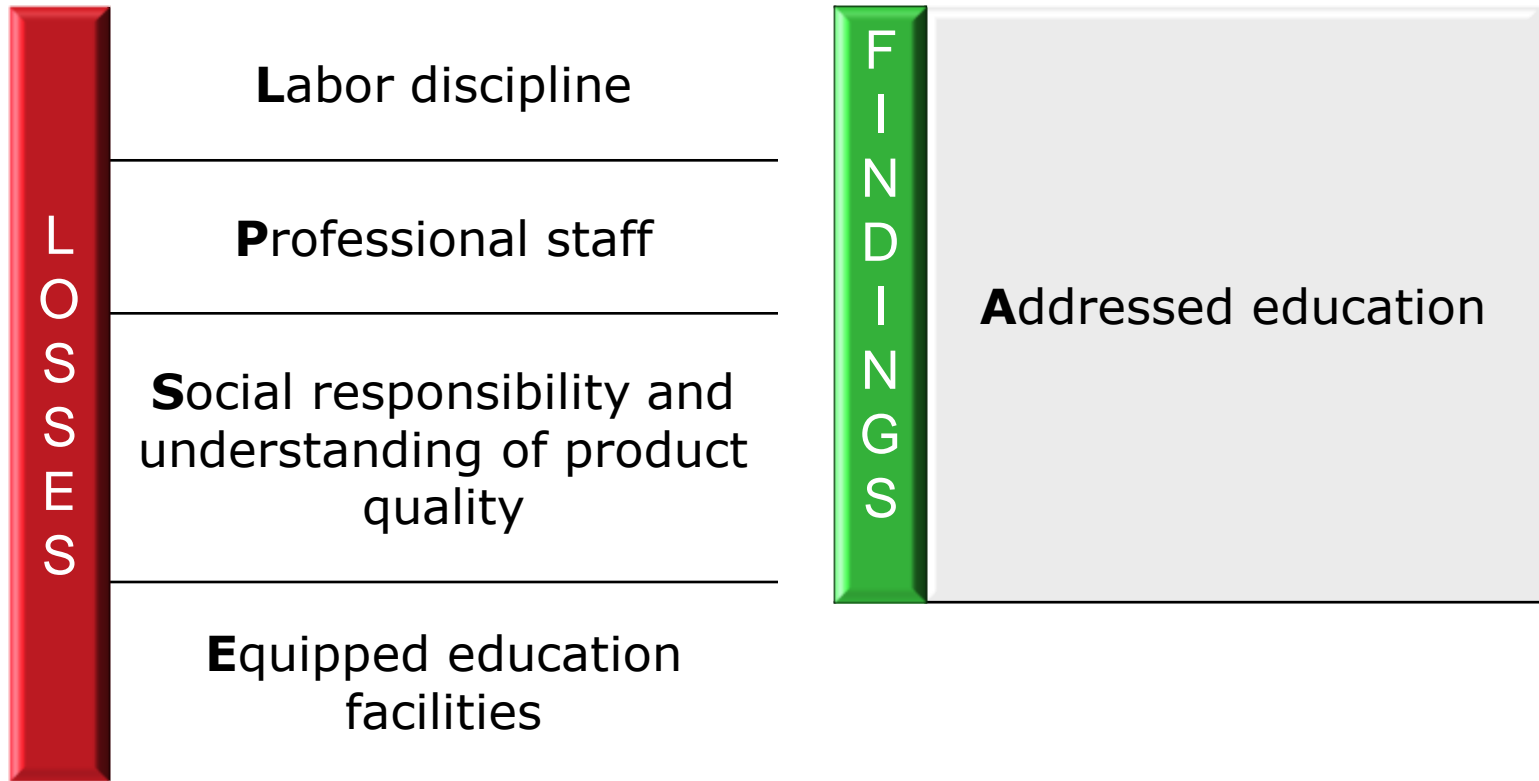 LOSSES
Labor discipline
Professional staff
Social responsibility and
understanding of product
quality
Equipped education
facilities
FINDINGS
Addressed education